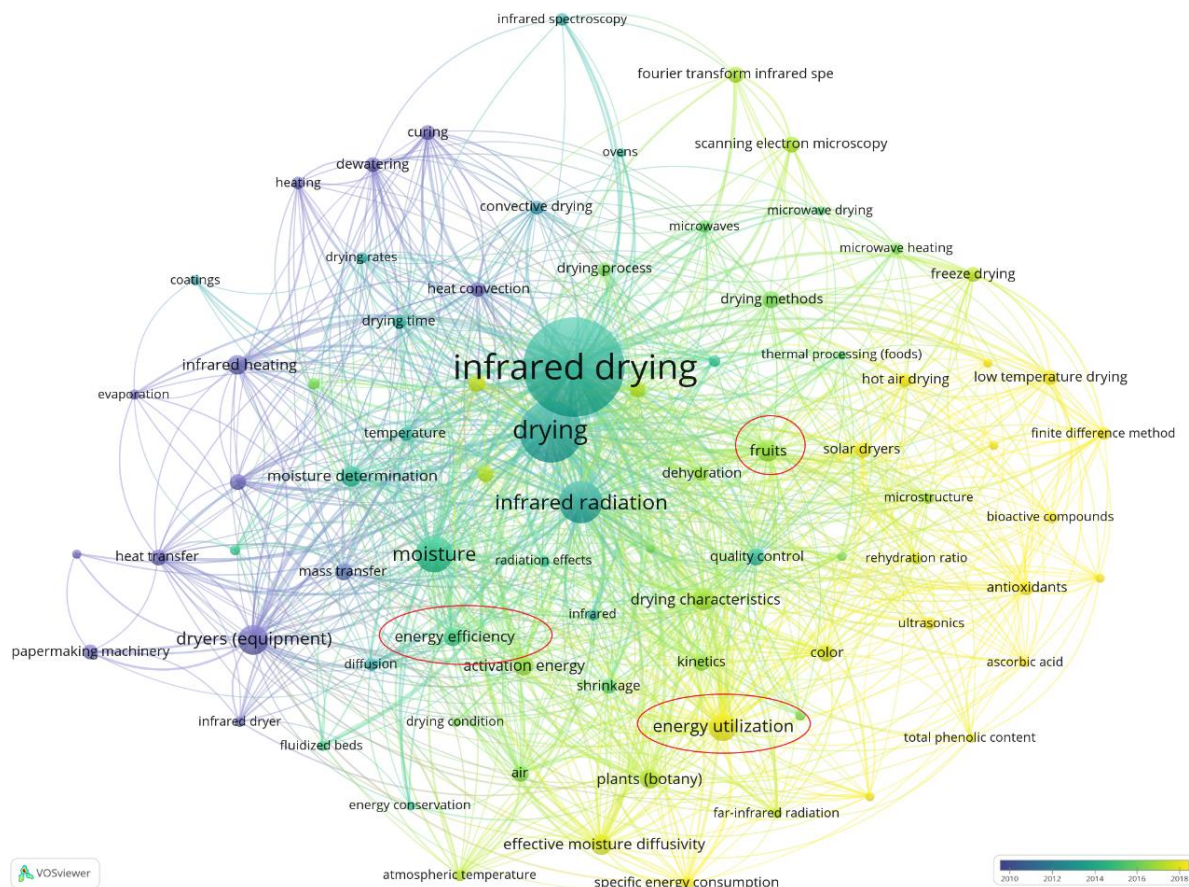 infrared spectroscopy
fourier transform infrared spe
curing
scanning electron microscopy
dewatering
ovens
heating
convective drying
microwave drying
microwaves
microwave heating
drying rates
drying process
freeze drying
coatings
heat convection
drying methods
drying time
thermal processing (foods)
infrared heating
infrared drying
hot air drying
low temperature drying
evaporation
temperature
drying
fruits
solar dryers
finite difference method
moisture determination
dehydration
infrared radiation
microstructure
bioactive compounds
heat transfer
moisture
radiation effects
quality control
rehydration ratio
mass transfer
antioxidants
drying characteristics
infrared
ultrasonics
dryers (equipment)
energy efficiency
papermaking machinery
diffusion
activation energy
kinetics
color
ascorbic acid
shrinkage
infrared dryer
drying condition
energy utilization
total phenolic content
fluidized beds
air
plants (botany)
energy conservation
far-infrared radiation
effective moisture diffusivity
atmospheric temperature
specific energy consumption
VOSviewer
2010 2012 2014 2016 2018